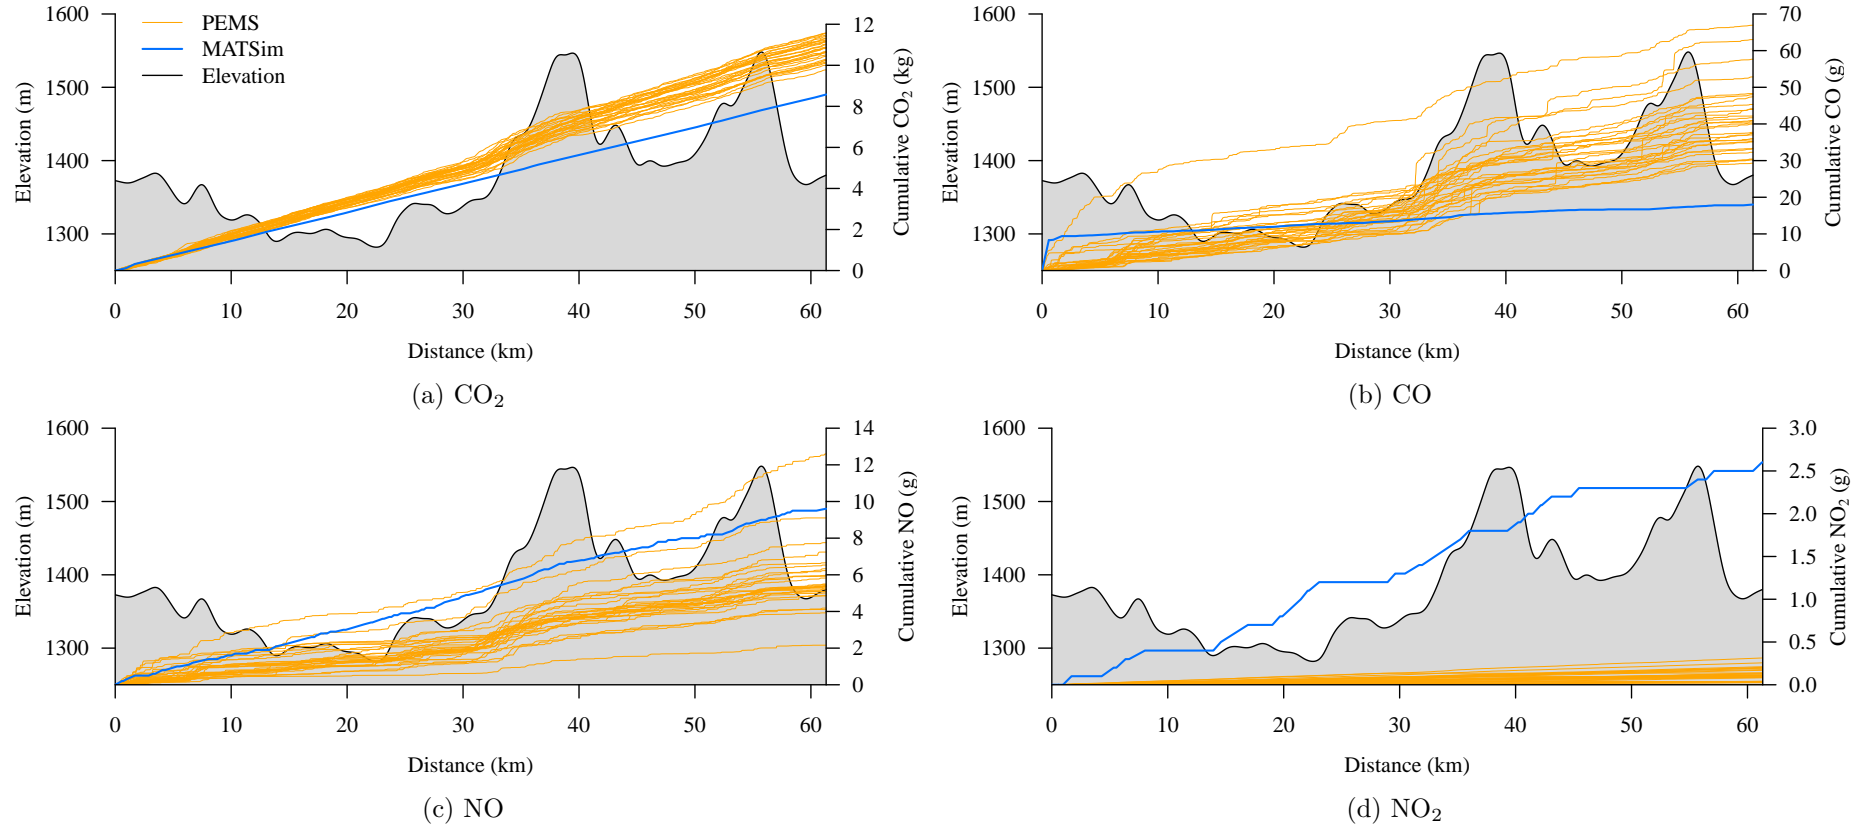 PEMS
MATSim
Elevation
1600
1500
1400
1300
Elevation (m)
12
10
8
6
4
2
0
Cumulative CO₂ (kg)
0 10 20 30 40 50 60
Distance (km)
(a) CO₂
1600
1500
1400
1300
Elevation (m)
70
60
50
40
30
20
10
0
Cumulative CO (g)
0 10 20 30 40 50 60
Distance (km)
(b) CO
1600
1500
1400
1300
Elevation (m)
14
12
10
8
6
4
2
0
Cumulative NO (g)
0 10 20 30 40 50 60
Distance (km)
(c) NO
1600
1500
1400
1300
Elevation (m)
3.0
2.5
2.0
1.5
1.0
0.5
0.0
Cumulative NO₂ (g)
0 10 20 30 40 50 60
Distance (km)
(d) NO₂